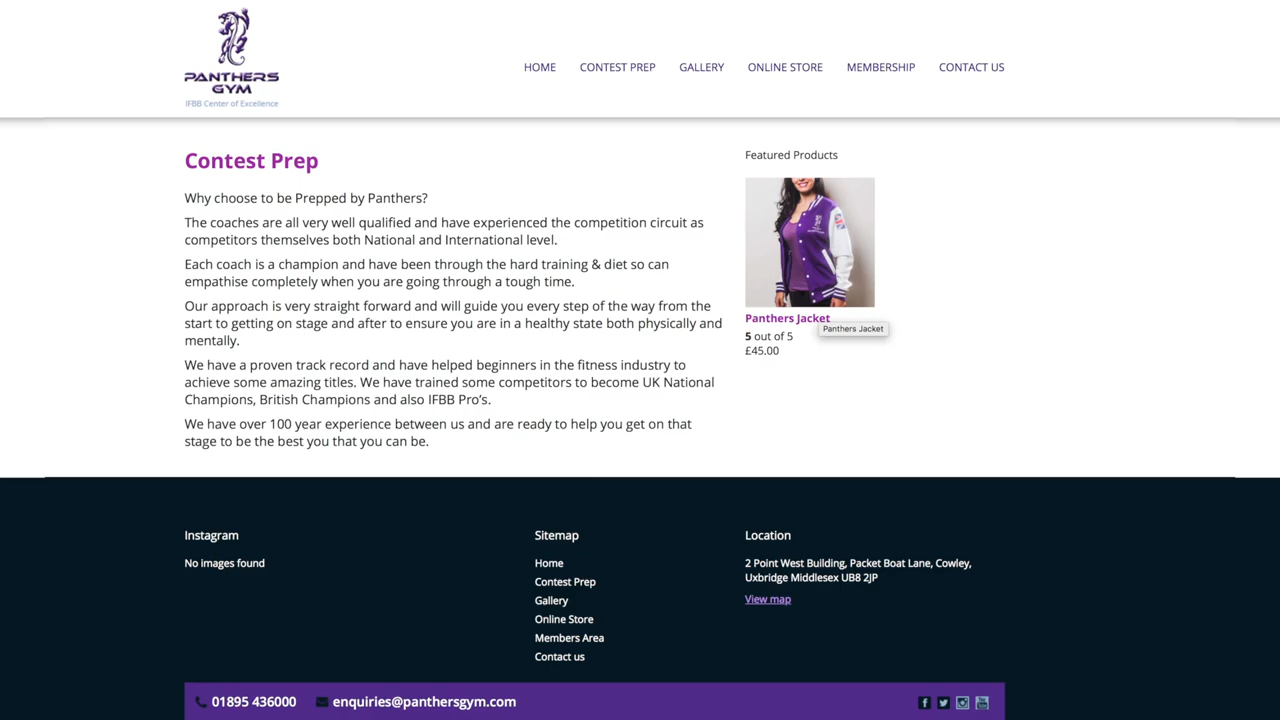 PANTHERS
GYM
IFBB Center of Excellence
HOME
CONTEST PREP
GALLERY
ONLINE STORE
MEMBERSHIP
CONTACT US
Contest Prep
Why choose to be Prepped by Panthers?
The coaches are all very well qualified and have experienced the competition circuit as
competitors themselves both National and International level.
Each coach is a champion and have been through the hard training & diet so can
empathise completely when you are going through a tough time.
Our approach is very straight forward and will guide you every step of the way from the
start to getting on stage and after to ensure you are in a healthy state both physically and
mentally.
We have a proven track record and have helped beginners in the fitness industry to
achieve some amazing titles. We have trained some competitors to become UK National
Champions, British Champions and also IFBB Pro's.
We have over 100 year experience between us and are ready to help you get on that
stage to be the best you that you can be.
Featured Products
Panthers Jacket
Panthers Jacket
5 out of 5
£45.00
Instagram
No images found
Sitemap
Home
Contest Prep
Gallery
Online Store
Members Area
Contact us
Location
2 Point West Building, Packet Boat Lane, Cowley,
Uxbridge Middlesex UB8 2JP
View map
01895 436000
enquiries@panthersgym.com